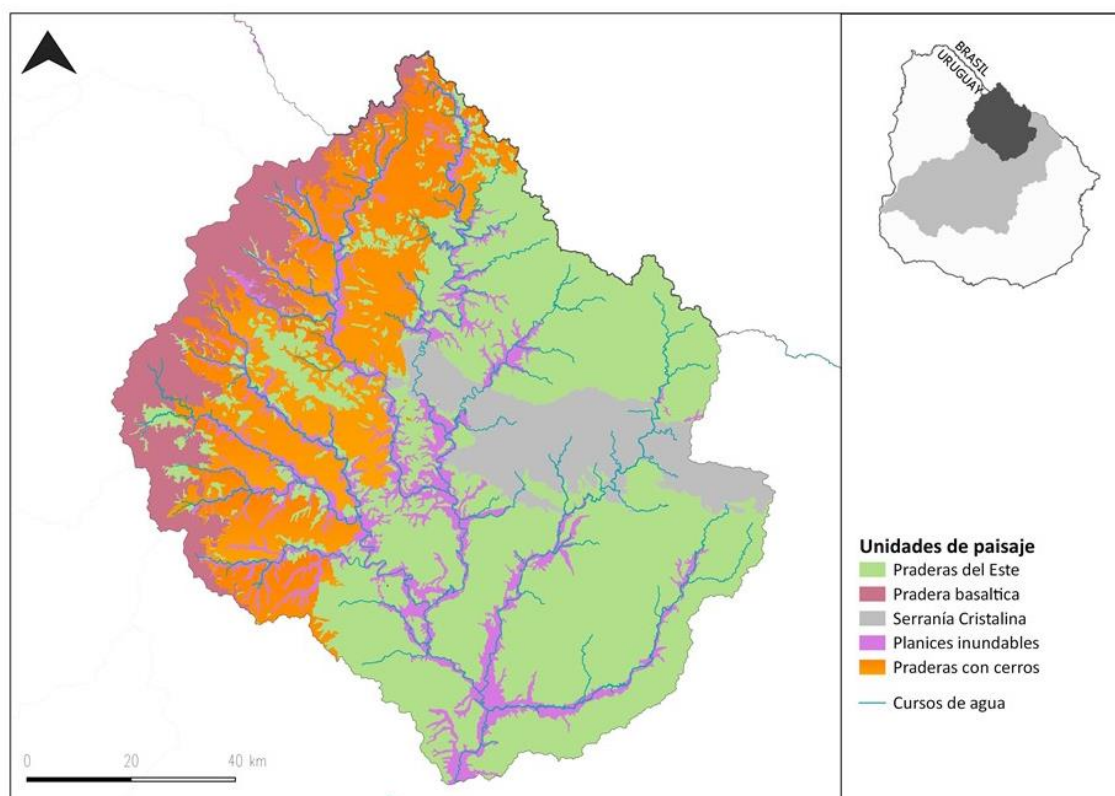 BRASIL
URUGUAY
Unidades de paisaje
Praderas del Este
Pradera basaltica
Serranía Cristalina
Planices inundables
Praderas con cerros
Cursos de agua
0 20 40 km